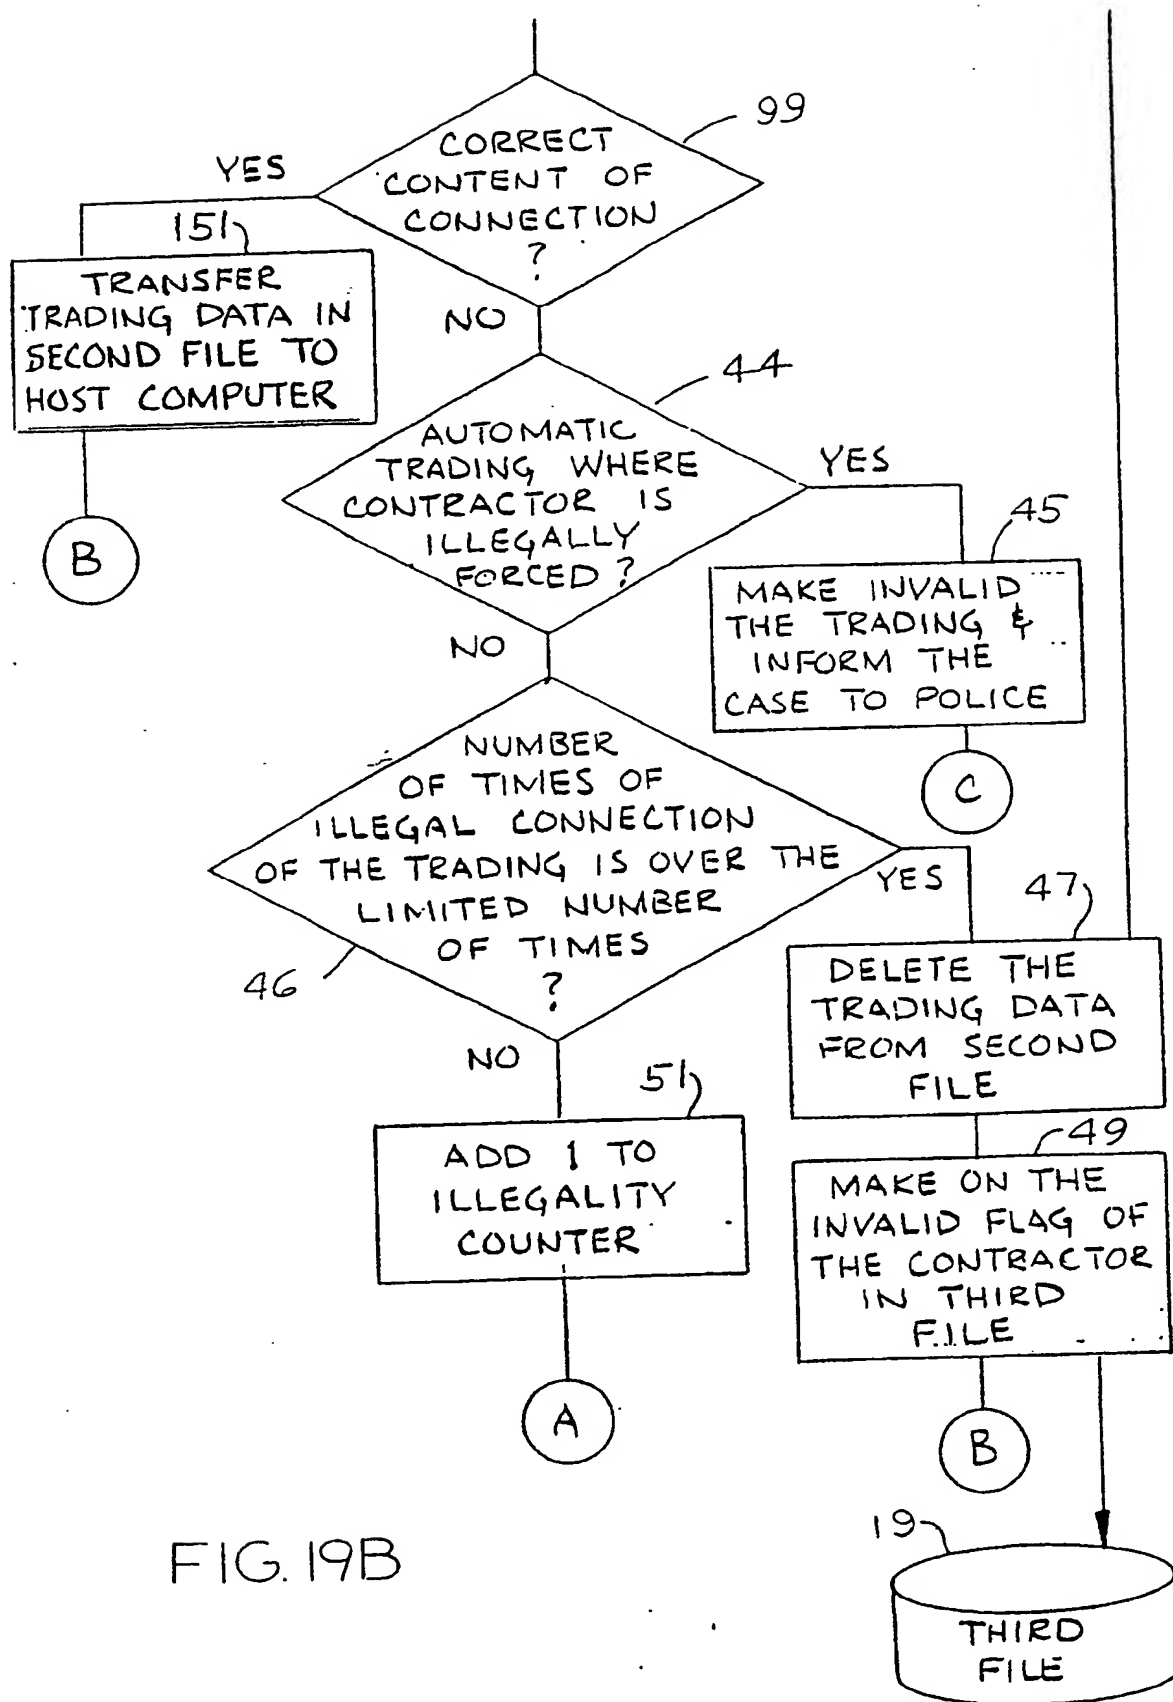 99
CORRECT
CONTENT OF
CONNECTION
?
YES
151
TRANSFER
TRADING DATA IN
SECOND FILE TO
HOST COMPUTER
B
NO
44
AUTOMATIC
TRADING WHERE
CONTRACTOR IS
ILLEGALLY
FORCED?
YES
45
MAKE INVALID
THE TRADING &
INFORM THE
CASE TO POLICE
C
NO
NUMBER
OF TIMES OF
ILLEGAL CONNECTION
OF THE TRADING IS OVER THE
LIMITED NUMBER
OF TIMES
?
46
YES
47
DELETE THE
TRADING DATA
FROM SECOND
FILE
49
MAKE ON THE
INVALID FLAG OF
THE CONTRACTOR
IN THIRD
FILE
B
NO
51
ADD 1 TO
ILLEGALITY
COUNTER
A
19
THIRD
FILE
FIG. 19B